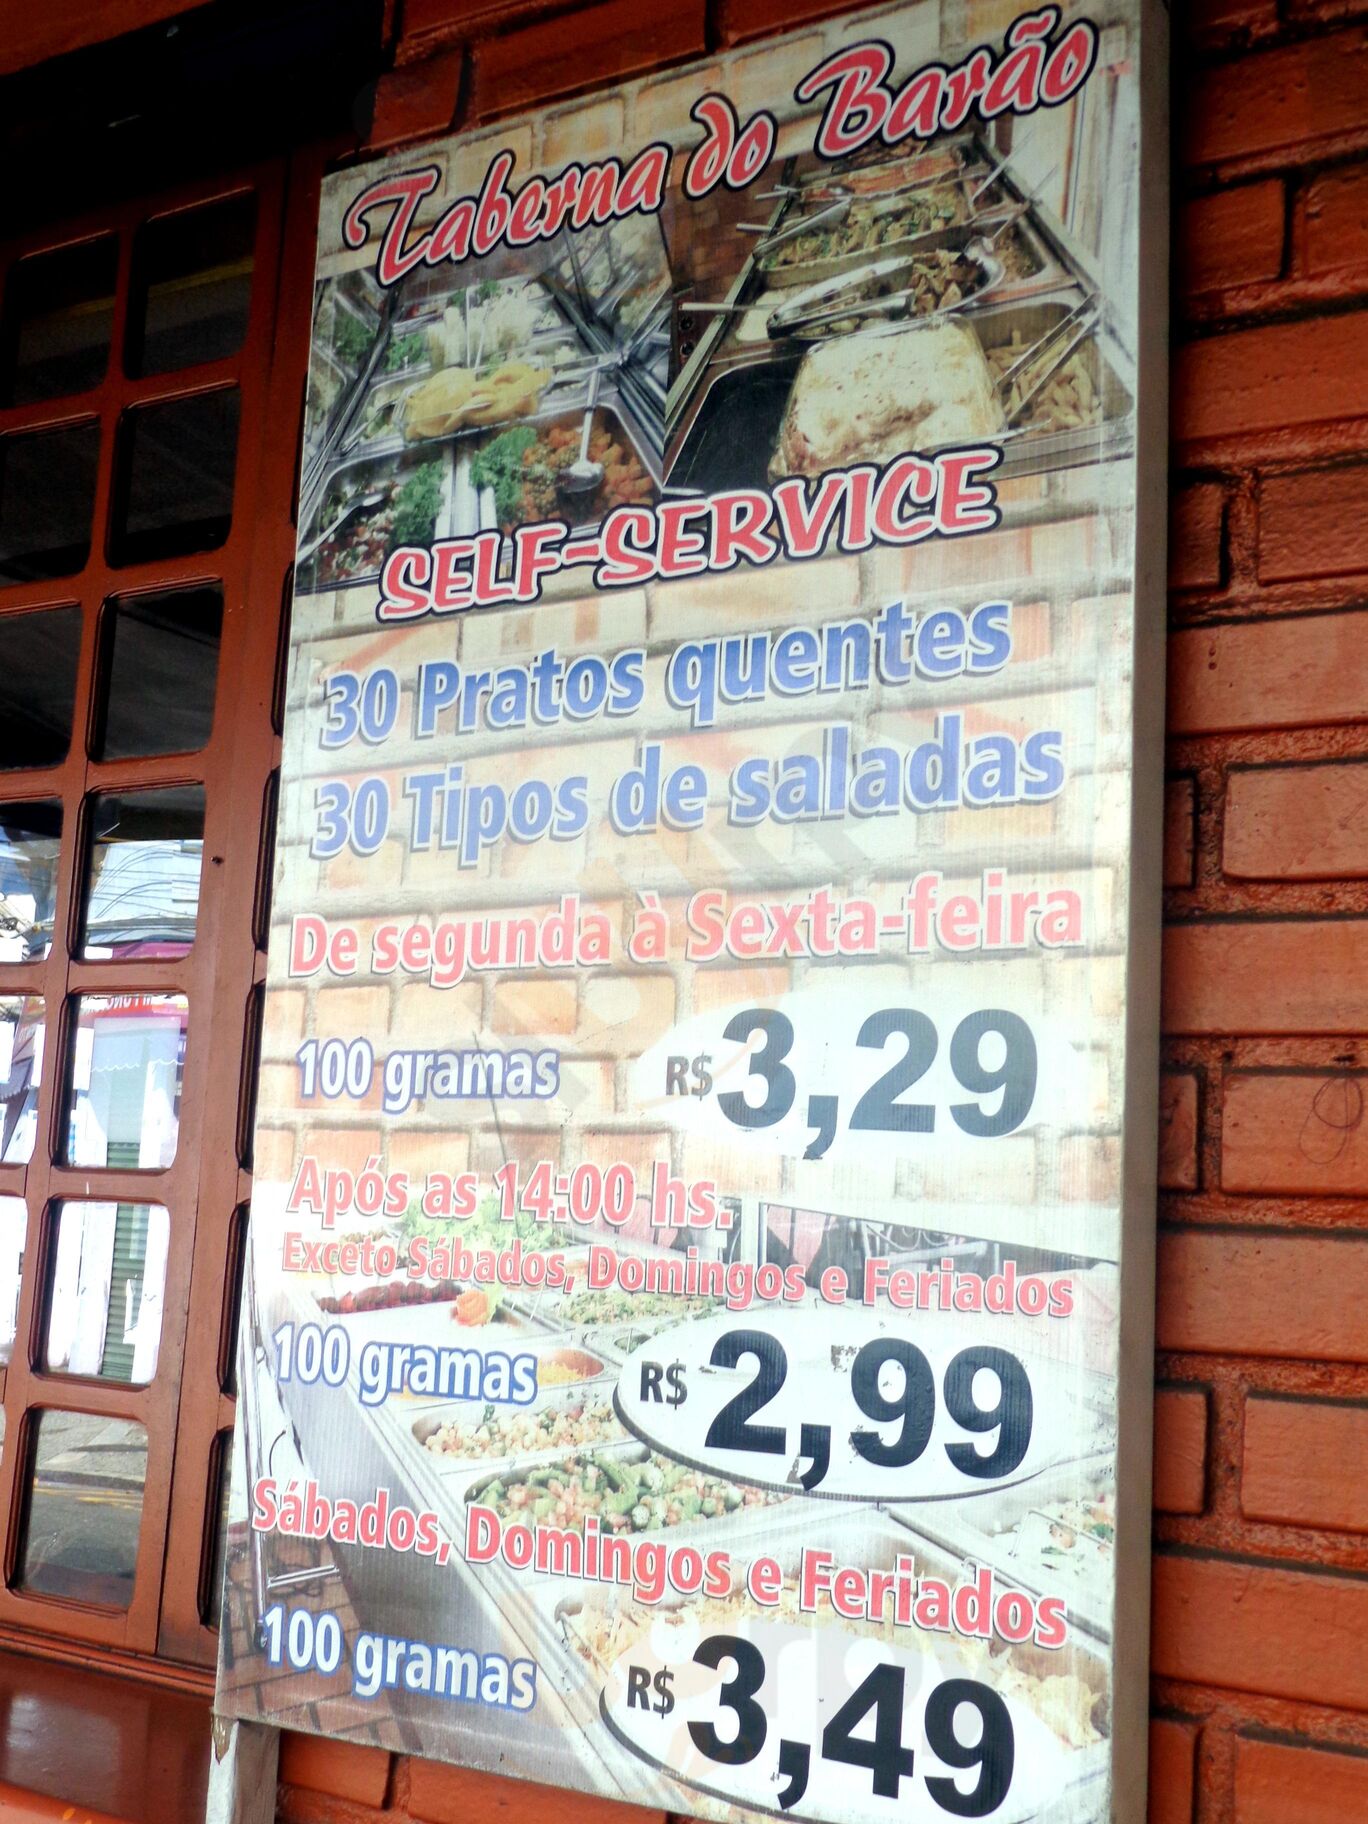 Taberna do Barão
SELF-SERVICE
30 Pratos quentes
30 Tipos de saladas
De segunda à Sexta-feira
100 gramas R$ 3,29
Após as 14:00 hs.
Exceto Sábados, Domingos e Feriados
100 gramas R$ 2,99
Sábados, Domingos e Feriados
100 gramas R$ 3,49